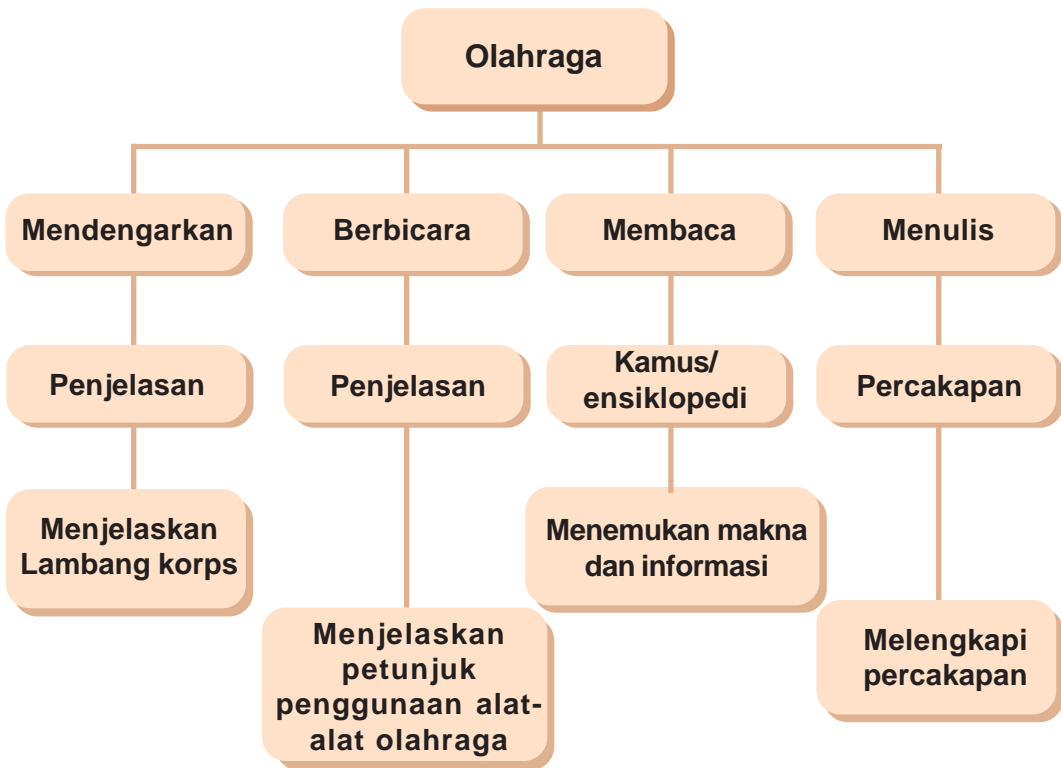 Olahraga
Mendengarkan
Berbicara
Membaca
Menulis
Penjelasan
Penjelasan
Kamus/
ensiklopedi
Percakapan
Menjelaskan
Lambang korps
Menemukan makna
dan informasi
Menjelaskan
petunjuk
penggunaan alat-
alat olahraga
Melengkapi
percakapan